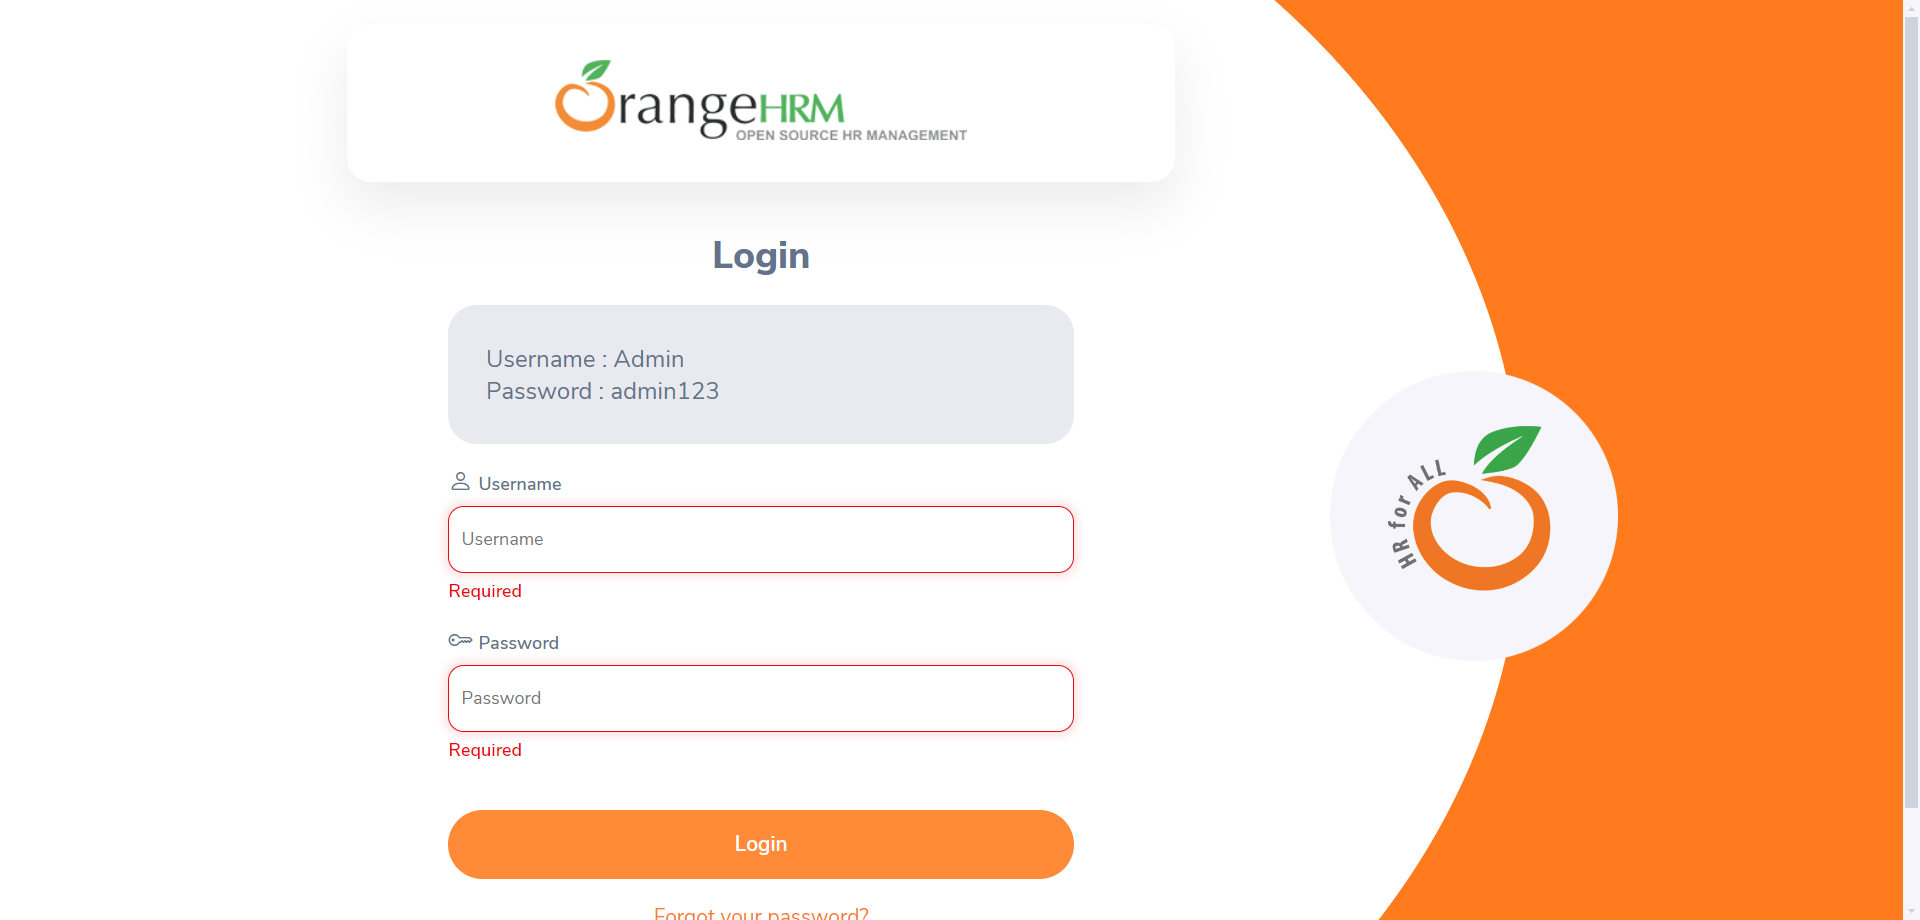 OrangeHRM
OPEN SOURCE HR MANAGEMENT
Login
Username : Admin
Password : admin123
Username
Username
Required
Password
Password
Required
Login
Forgot your password?
HR for ALL